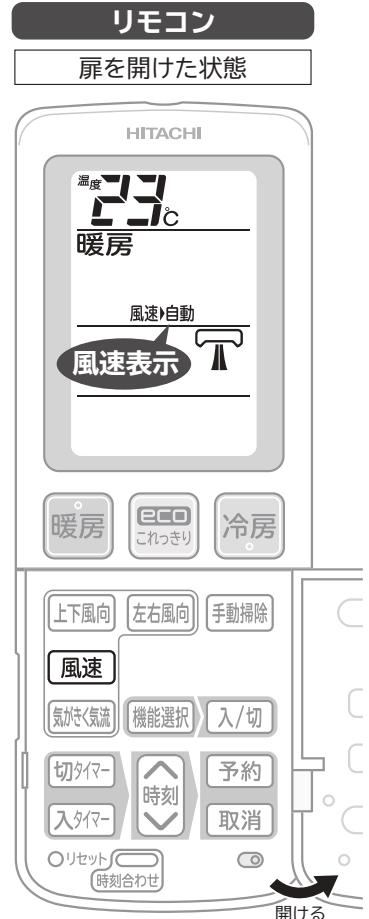 リモコン
扉を開けた状態
HITACHI
温度23℃
暖房
風速▶自動
風速表示
暖房
eco
これっきり
冷房
上下風向 左右風向 手動掃除
風速
気がきく気流 機能選択 入/切
切タイマー 時刻 予約
入タイマー 取消
リセット
時刻合わせ
開ける